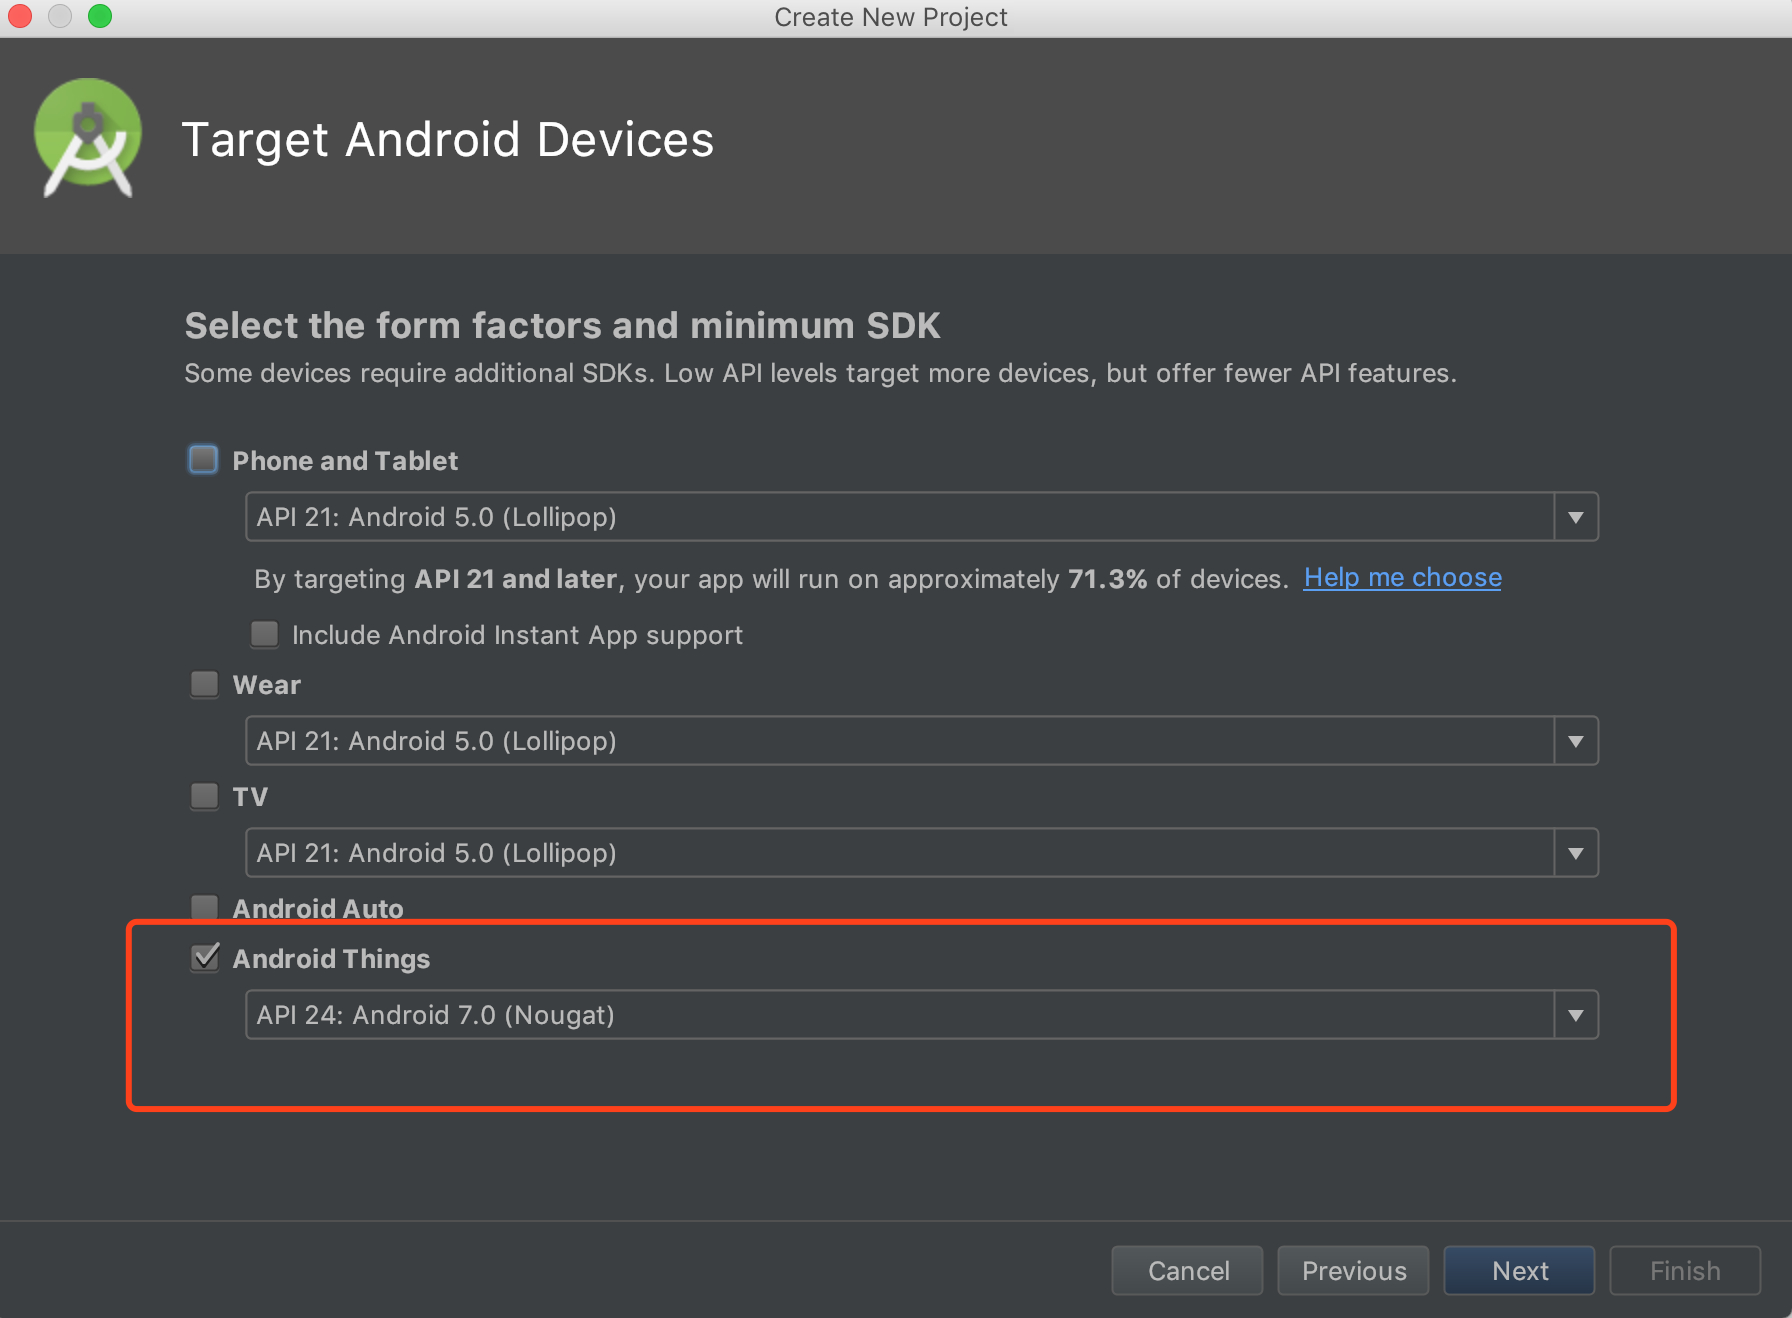 Create New Project
Target Android Devices
Select the form factors and minimum SDK
Some devices require additional SDKs. Low API levels target more devices, but offer fewer API features.
Phone and Tablet
API 21: Android 5.0 (Lollipop)
By targeting API 21 and later, your app will run on approximately 71.3% of devices. Help me choose
Include Android Instant App support
Wear
API 21: Android 5.0 (Lollipop)
TV
API 21: Android 5.0 (Lollipop)
Android Auto
Android Things
API 24: Android 7.0 (Nougat)
Cancel Previous Next Finish